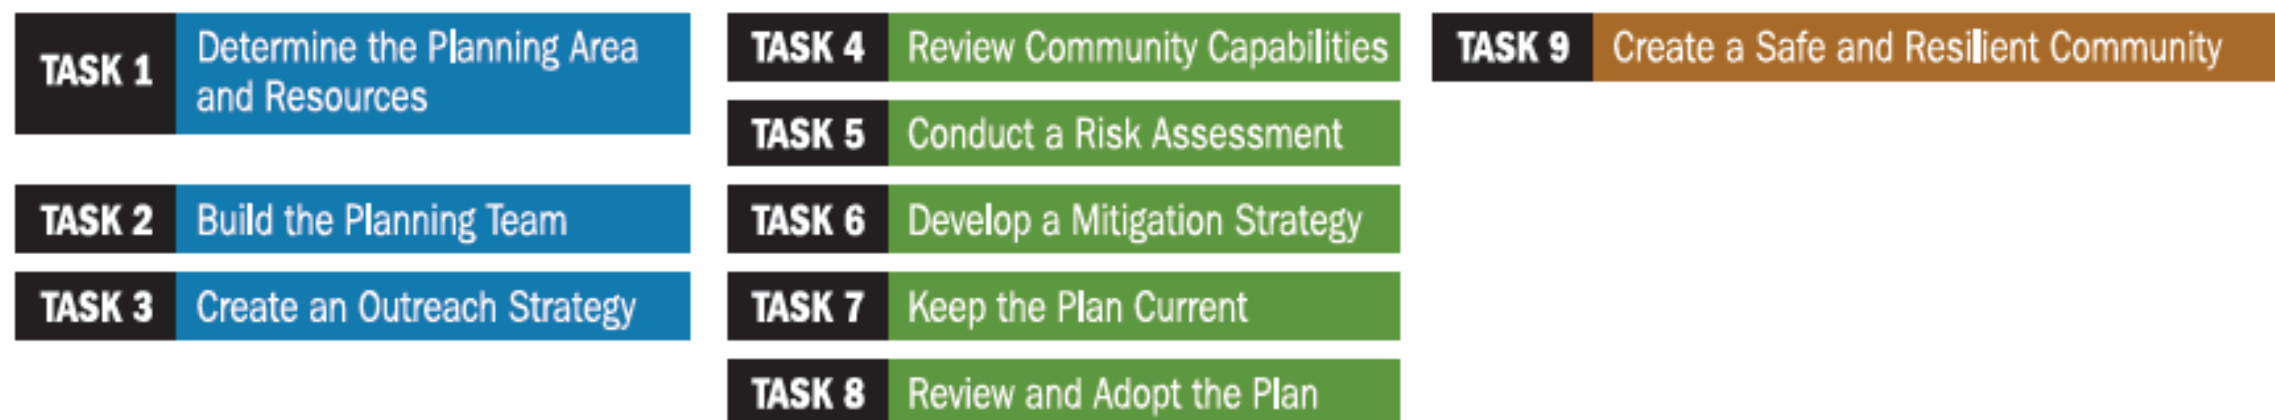 TASK 1 Determine the Planning Area
and Resources
TASK 2 Build the Planning Team
TASK 3 Create an Outreach Strategy
TASK 4 Review Community Capabilities
TASK 5 Conduct a Risk Assessment
TASK 6 Develop a Mitigation Strategy
TASK 7 Keep the Plan Current
TASK 8 Review and Adopt the Plan
TASK 9 Create a Safe and Resilient Community